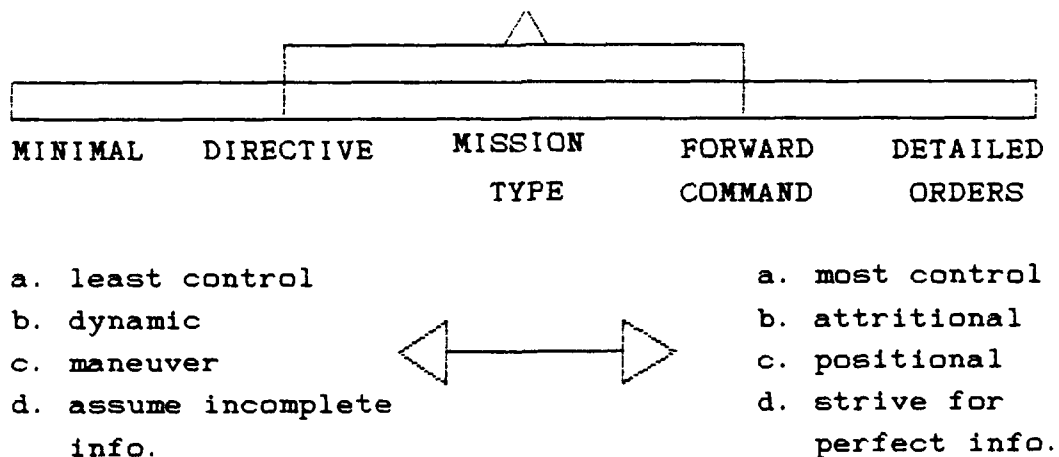 MINIMAL DIRECTIVE MISSION TYPE FORWARD COMMAND DETAILED ORDERS
a. least control
b. dynamic
c. maneuver
d. assume incomplete
info.
a. most control
b. attritional
c. positional
d. strive for
perfect info.